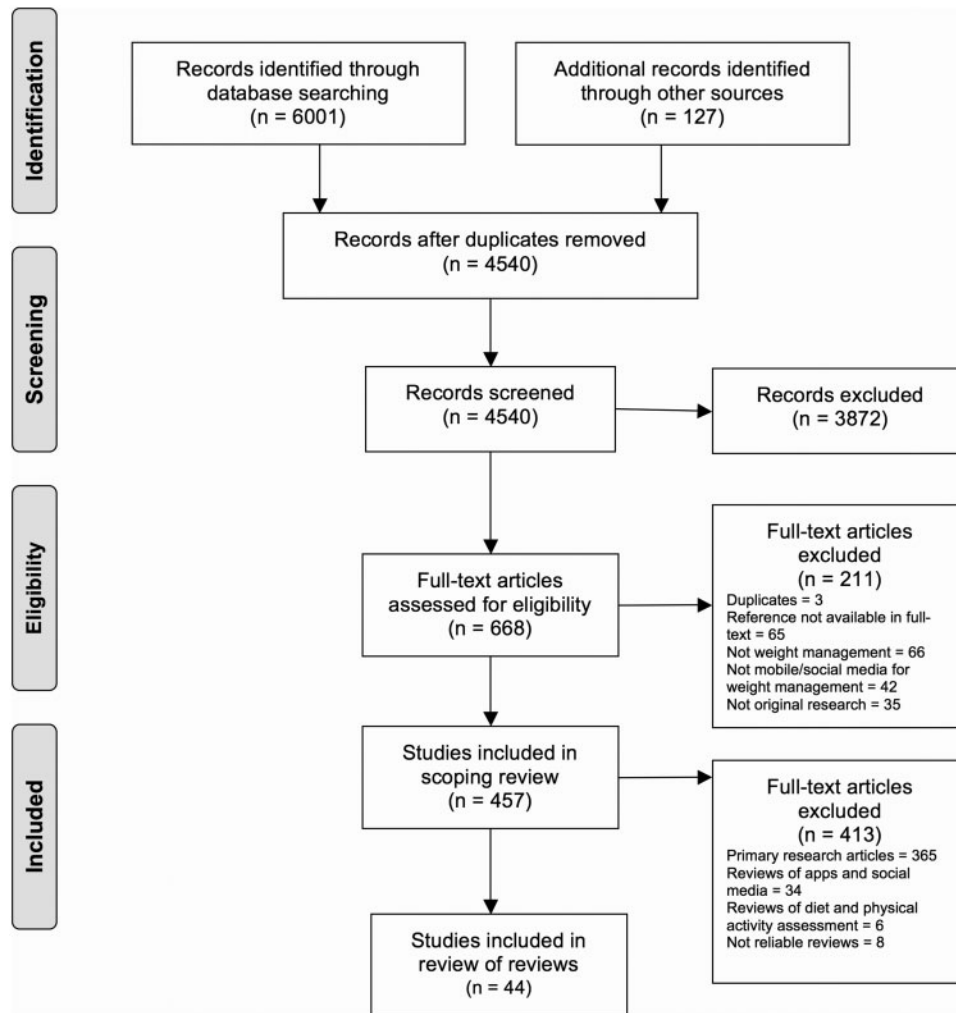 Identification
Records identified through
database searching
(n = 6001)
Additional records identified
through other sources
(n = 127)
Records after duplicates removed
(n = 4540)
Screening
Records screened
(n = 4540)
Records excluded
(n = 3872)
Eligibility
Full-text articles
assessed for eligibility
(n = 668)
Full-text articles
excluded
(n = 211)
Duplicates = 3
Reference not available in full-
text = 65
Not weight management = 66
Not mobile/social media for
weight management = 42
Not original research = 35
Included
Studies included in
scoping review
(n = 457)
Full-text articles
excluded
(n = 413)
Primary research articles = 365
Reviews of apps and social
media = 34
Reviews of diet and physical
activity assessment = 6
Not reliable reviews = 8
Studies included in
review of reviews
(n = 44)